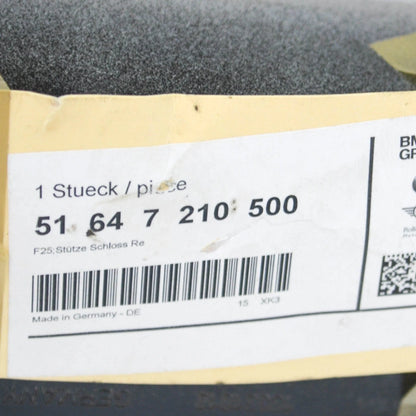 1 Stueck / piece
51 64 7 210 500
F25;Stütze Schloss Re
Made in Germany - DE
15 XK3
BM
GR